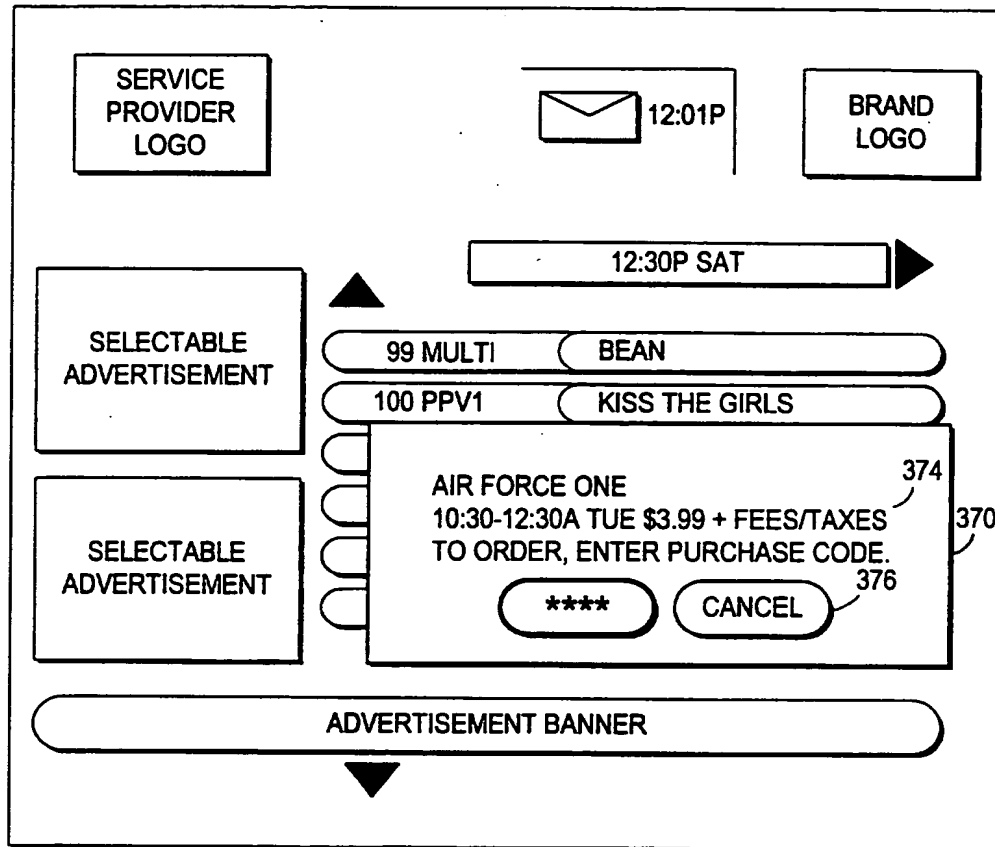 SERVICE
PROVIDER
LOGO
12:01P
BRAND
LOGO
12:30P SAT
SELECTABLE
ADVERTISEMENT
99 MULTI BEAN
100 PPV1 KISS THE GIRLS
SELECTABLE
ADVERTISEMENT
AIR FORCE ONE
10:30-12:30A TUE $3.99 + FEES/TAXES
TO ORDER, ENTER PURCHASE CODE.
**** CANCEL
374
370
376
ADVERTISEMENT BANNER